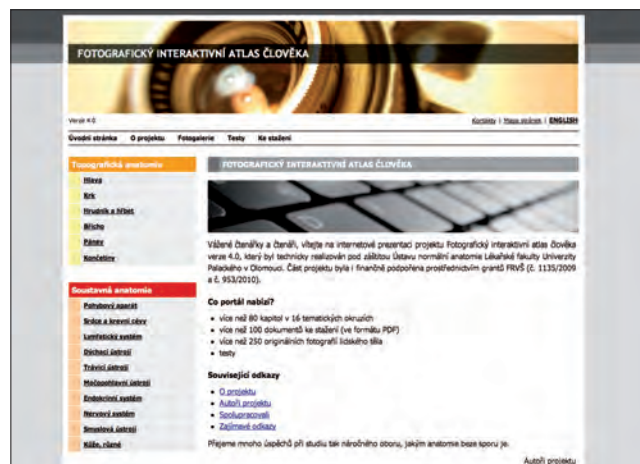 FOTOGRAFICKÝ INTERAKTIVNÍ ATLAS ČLOVĚKA
Verze 4.0
Kontakty | Mapa stránek | ENGLISH
Úvodní stránka O projektu Fotogalerie Testy Ke stažení
Topografická anatomie
Hlava
Krk
Hrudník a hřbet
Břicho
Pánev
Končetiny
Soustavná anatomie
Pohybový aparát
Srdce a krevní cévy
Lymfatický systém
Dýchací ústrojí
Trávicí ústrojí
Močopohlavní ústrojí
Endokrinní systém
Nervový systém
Smyslová ústrojí
Kůže, různé
FOTOGRAFICKÝ INTERAKTIVNÍ ATLAS ČLOVĚKA
Vážené čtenářky a čtenáři, vítejte na internetové prezentaci projektu Fotografický interaktivní atlas člověka
verze 4.0, který byl technicky realizován pod záštitou Ústavu normální anatomie Lékařské fakulty Univerzity
Palackého v Olomouci. Část projektu byla i finančně podpořena prostřednictvím grantů FRVŠ (č. 1135/2009
a č. 953/2010).
Co portál nabízí?
• více než 80 kapitol v 16 tematických okruzích
• více než 100 dokumentů ke stažení (ve formátu PDF)
• více než 250 originálních fotografií lidského těla
• testy
Související odkazy
• O projektu
• Autoři projektu
• Spolupracovali
• Zajímavé odkazy
Přejeme mnoho úspěchů při studiu tak náročného oboru, jakým anatomie beze sporu je.
Autoři projektu